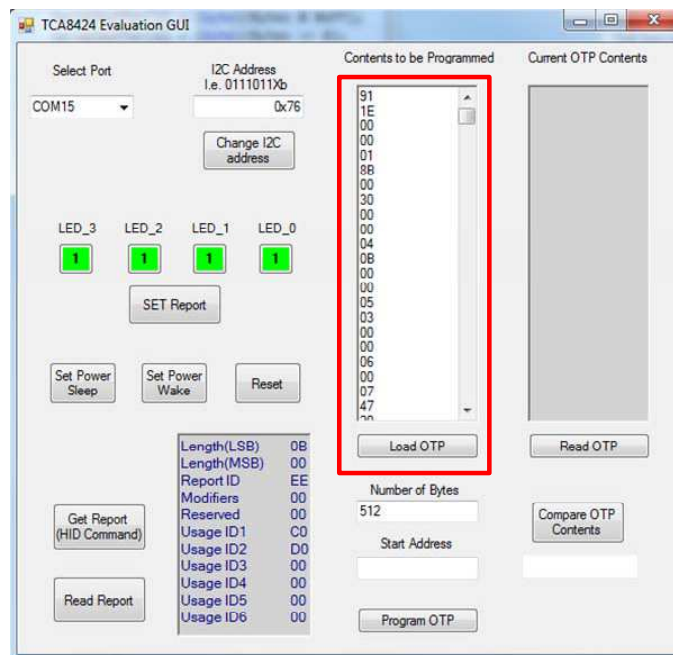 TCA8424 Evaluation GUI
Select Port
COM15
I2C Address
I.e. 0111011Xb
0x76
Change I2C
address
LED_3 LED_2 LED_1 LED_0
1 1 1 1
SET Report
Set Power
Sleep
Set Power
Wake
Reset
Get Report
(HID Command)
Read Report
Length(LSB) 0B
Length(MSB) 00
Report ID EE
Modifiers 00
Reserved 00
Usage ID1 C0
Usage ID2 D0
Usage ID3 00
Usage ID4 00
Usage ID5 00
Usage ID6 00
Contents to be Programmed
91
1E
00
00
01
8B
00
30
00
00
04
0B
00
00
05
03
00
00
06
00
07
47
Load OTP
Number of Bytes
512
Start Address
Program OTP
Current OTP Contents
Read OTP
Compare OTP
Contents